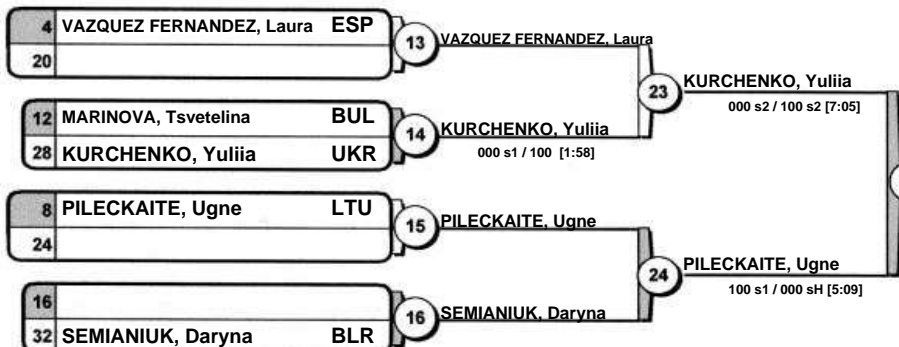 4 VAZQUEZ FERNANDEZ, Laura ESP
20
13 VAZQUEZ FERNANDEZ, Laura
12 MARINOVA, Tsvetelina BUL
28 KURCHENKO, Yuliia UKR
14 KURCHENKO, Yuliia
000 s1 / 100 [1:58]
23 KURCHENKO, Yuliia
000 s2 / 100 s2 [7:05]
8 PILECKAITE, Ugne LTU
24
15 PILECKAITE, Ugne
16
32 SEMIANIUK, Daryna BLR
16 SEMIANIUK, Daryna
24 PILECKAITE, Ugne
100 s1 / 000 sH [5:09]